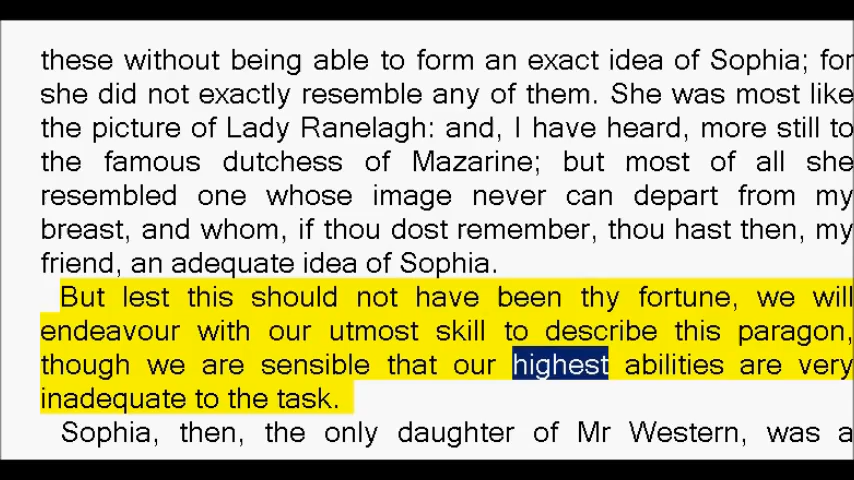 these without being able to form an exact idea of Sophia; for
she did not exactly resemble any of them. She was most like
the picture of Lady Ranelagh: and, I have heard, more still to
the famous dutchess of Mazarine; but most of all she
resembled one whose image never can depart from my
breast, and whom, if thou dost remember, thou hast then, my
friend, an adequate idea of Sophia.
But lest this should not have been thy fortune, we will
endeavour with our utmost skill to describe this paragon,
though we are sensible that our highest abilities are very
inadequate to the task.
Sophia, then, the only daughter of Mr Western, was a